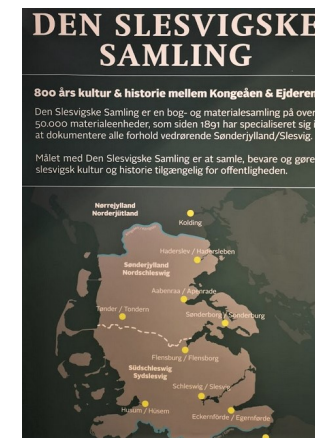 DEN SLESVIGSKE
SAMLING
800 års kultur & historie mellem Kongeåen & Ejderen
Den Slesvigske Samling er en bog- og materialesamling på over
50.000 materialeenheder, som siden 1891 har specialiseret sig i
at dokumentere alle forhold vedrørende Sønderjylland/Slesvig.
Målet med Den Slesvigske Samling er at samle, bevare og gøre
slesvigsk kultur og historie tilgængelig for offentligheden.
Nørrejylland
Norderjütland
Kolding
Haderslev / Hadersleben
Sønderjylland
Nordschleswig
Aabenraa / Apenrade
Tønder / Tondern
Sønderborg / Sonderburg
Flensburg / Flensborg
Südschleswig
Sydslesvig
Schleswig / Slesvig
Husum / Hüsem
Eckernförde / Egernførde